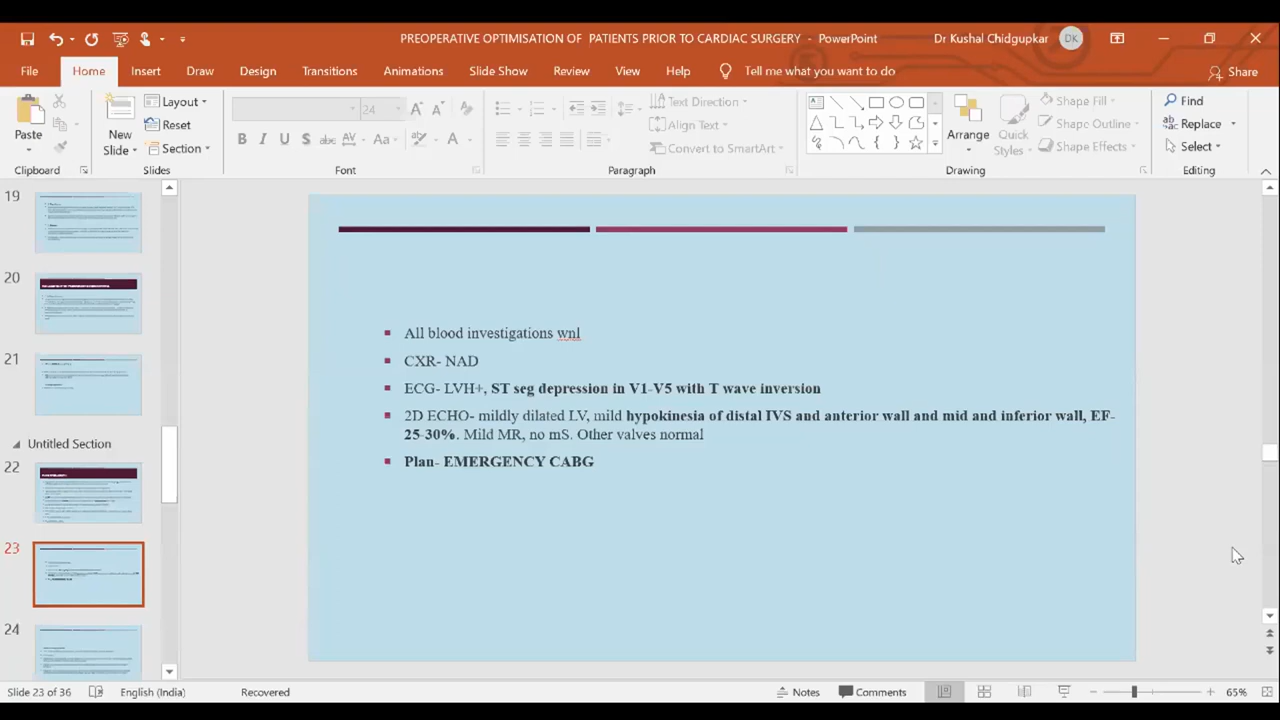 PREOPERATIVE OPTIMISATION OF PATIENTS PRIOR TO CARDIAC SURGERY - PowerPoint
Dr Kushal Chidgupkar
DK
File
Home
Insert
Draw
Design
Transitions
Animations
Slide Show
Review
View
Help
Tell me what you want to do
Share
Paste
Clipboard
New
Slide
Layout
Reset
Section
Slides
24
Font
Text Direction
Align Text
Convert to SmartArt
Paragraph
Arrange
Quick
Styles
Shape Fill
Shape Outline
Shape Effects
Drawing
Find
Replace
Select
Editing
19
20
21
Untitled Section
22
23
24
All blood investigations wnl
CXR- NAD
ECG- LVH+, ST seg depression in V1-V5 with T wave inversion
2D ECHO- mildly dilated LV, mild hypokinesia of distal IVS and anterior wall and mid and inferior wall, EF-
25-30%. Mild MR, no mS. Other valves normal
Plan- EMERGENCY CABG
Slide 23 of 36
English (India)
Recovered
Notes
Comments
65%